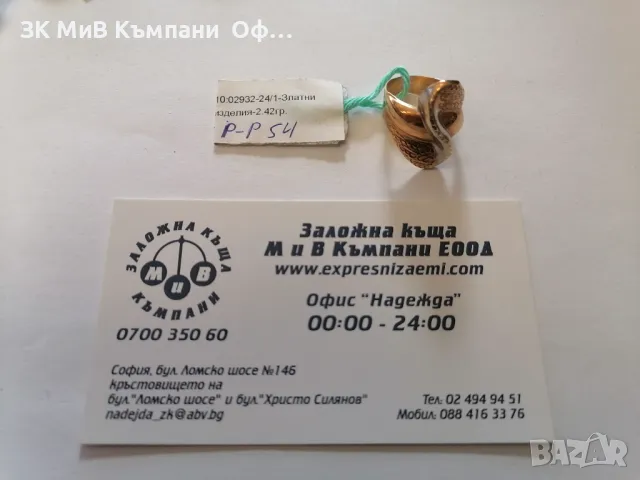 ЗК МиВ Къмпани Оф...
10:02932-24/1-Златни
изделия-2.42гр.
Р-Р 54
ЗАЛОЖНА КЪЩА
М и В
КЪМПАНИ
0700 350 60
Заложна къща
М и В Къмпани ЕООД
www.expresnizaemi.com
Офис "Надежда"
00:00 - 24:00
София, бул. Ломско шосе №146
кръстовището на
бул."Ломско шосе" и бул."Христо Силянов"
nadejda_zk@abv.bg
Тел: 02 494 94 51
Мобил: 088 416 33 76
bazar.bg